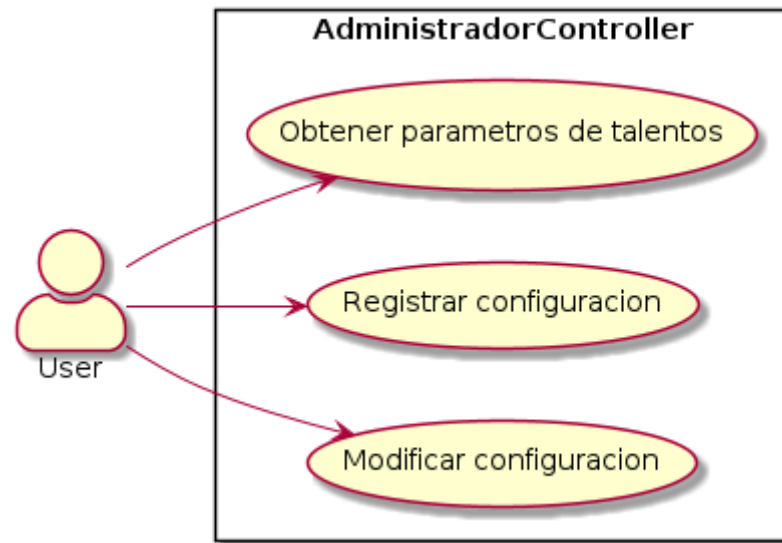 AdministradorController
Obtener parametros de talentos
Registrar configuracion
User
Modificar configuracion